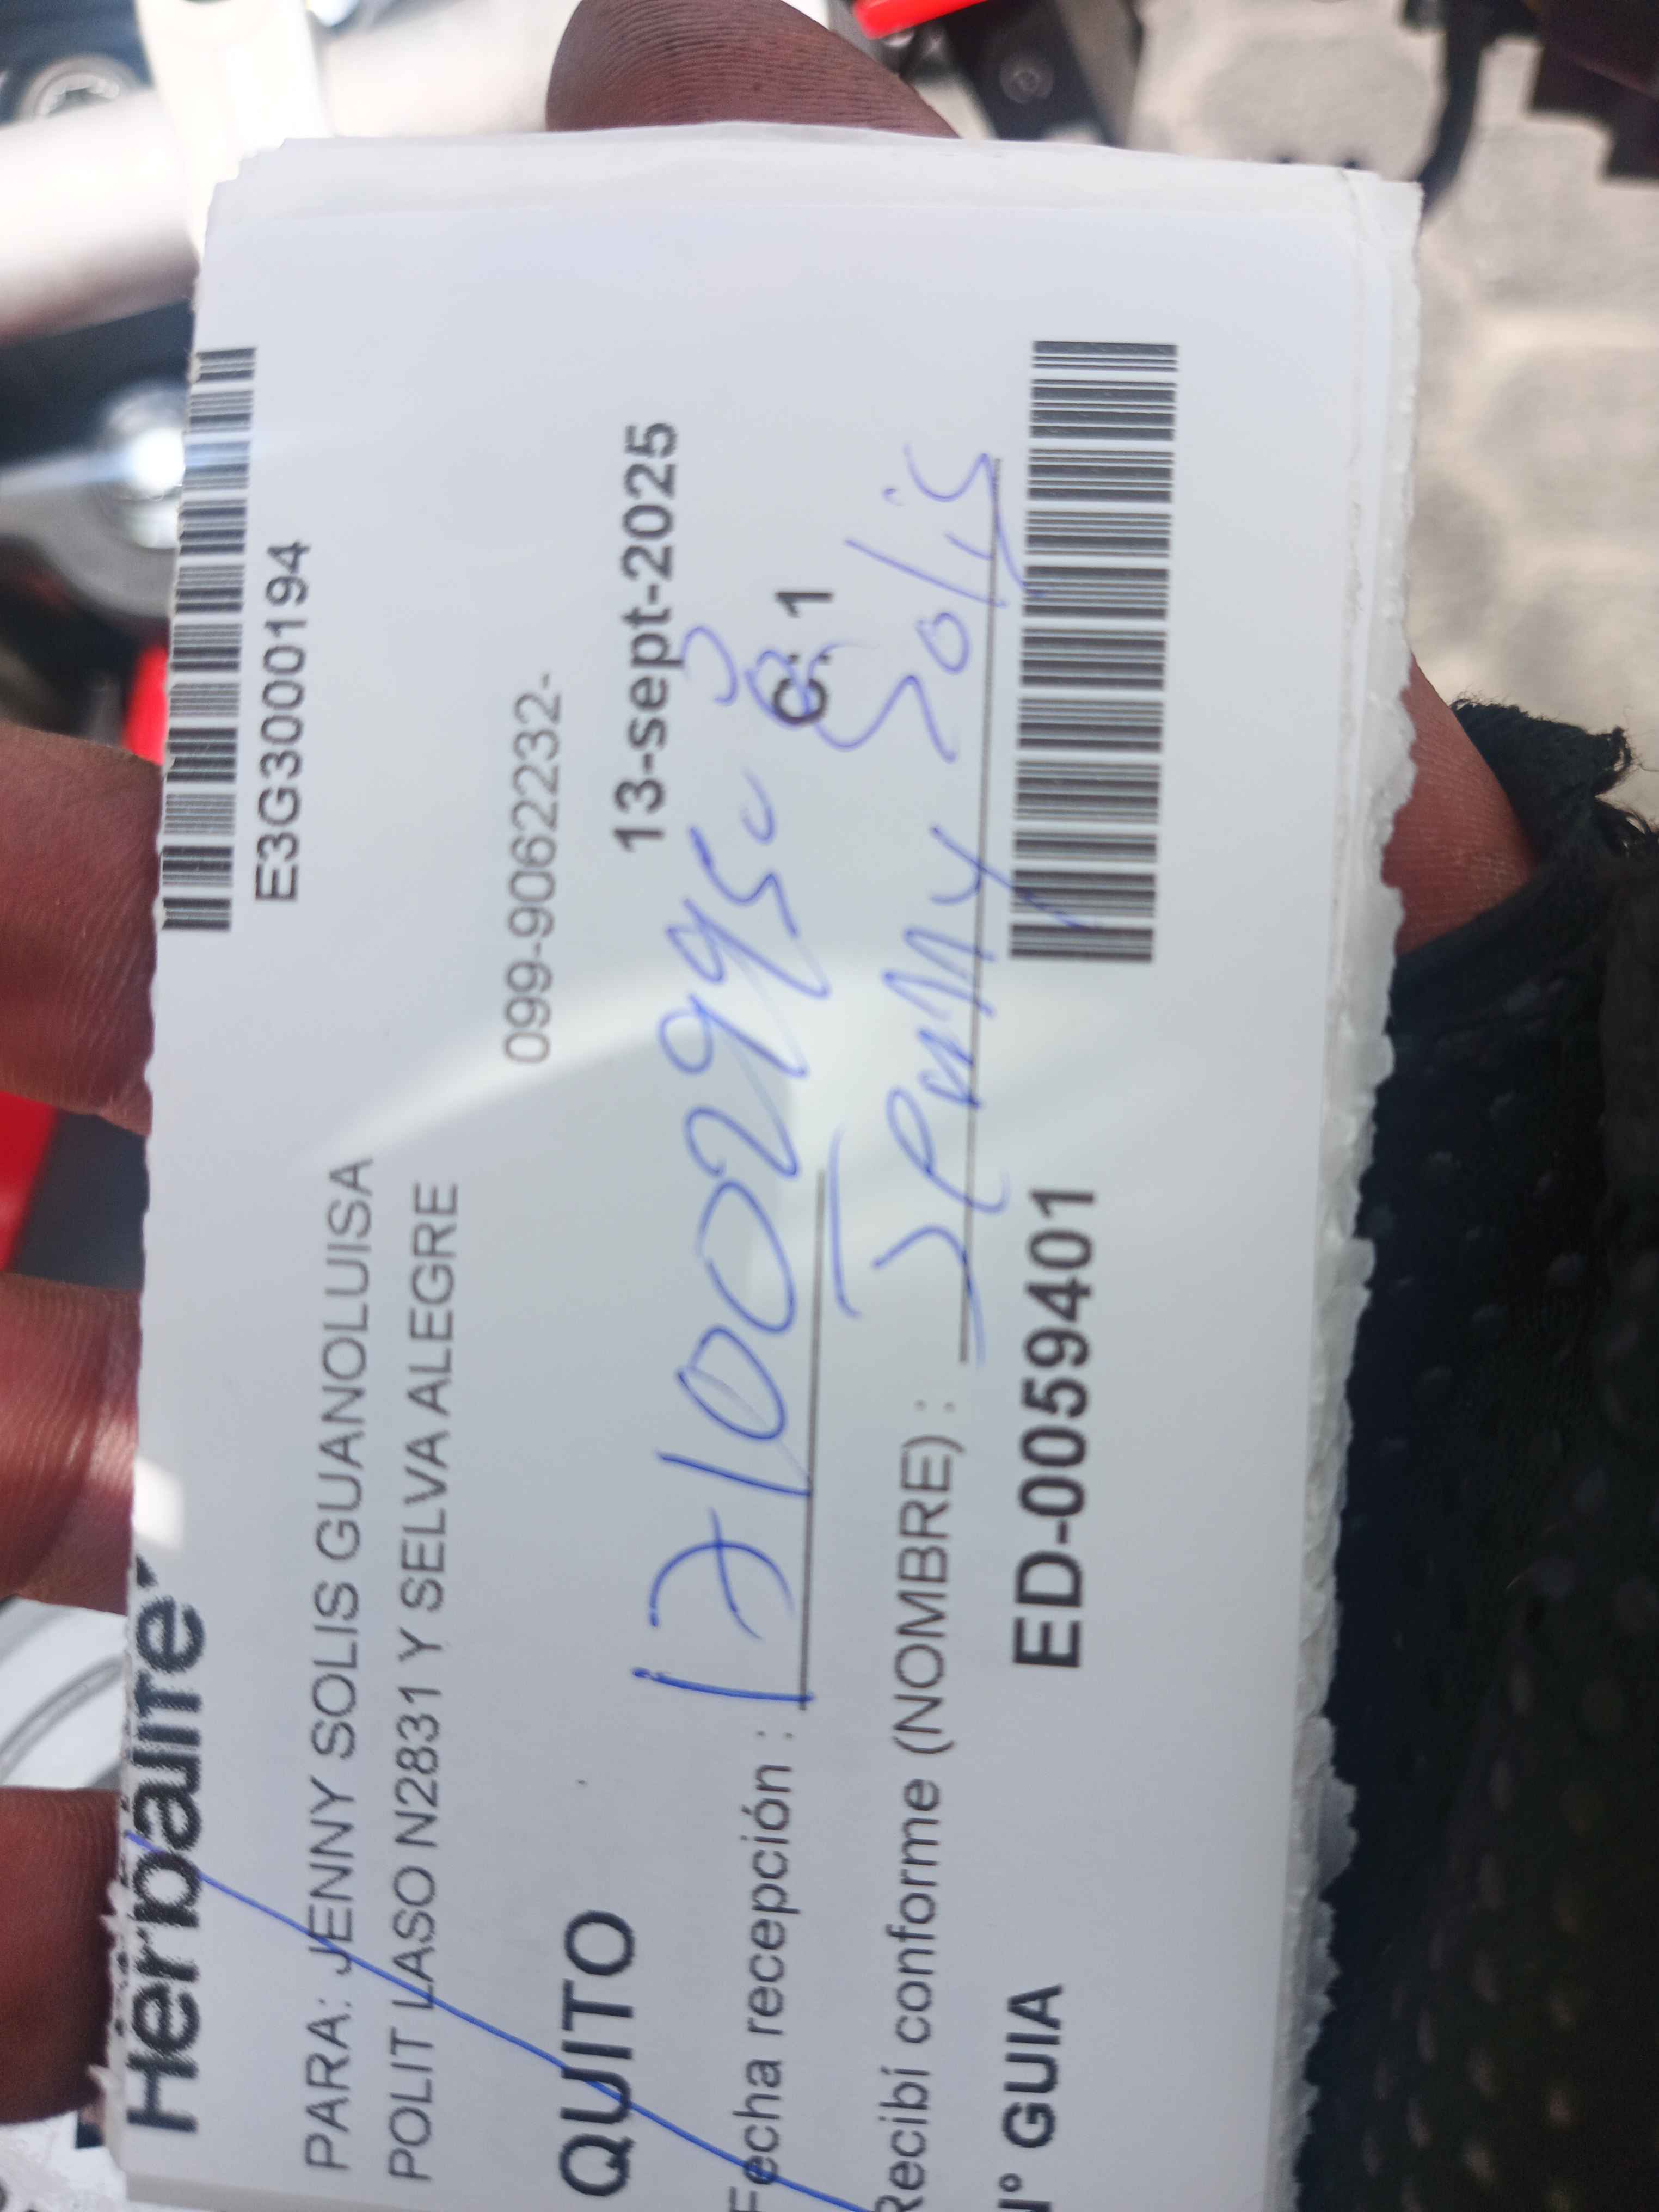 Herbalife
E3G3000194
PARA: JENNY SOLIS GUANOLUISA
POLIT LASO N2831 Y SELVA ALEGRE
099-9062232-
QUITO
13-sept-2025
Fecha recepción :
C: 1
Recibí conforme (NOMBRE) : Jenny Solis
N° GUIA ED-0059401